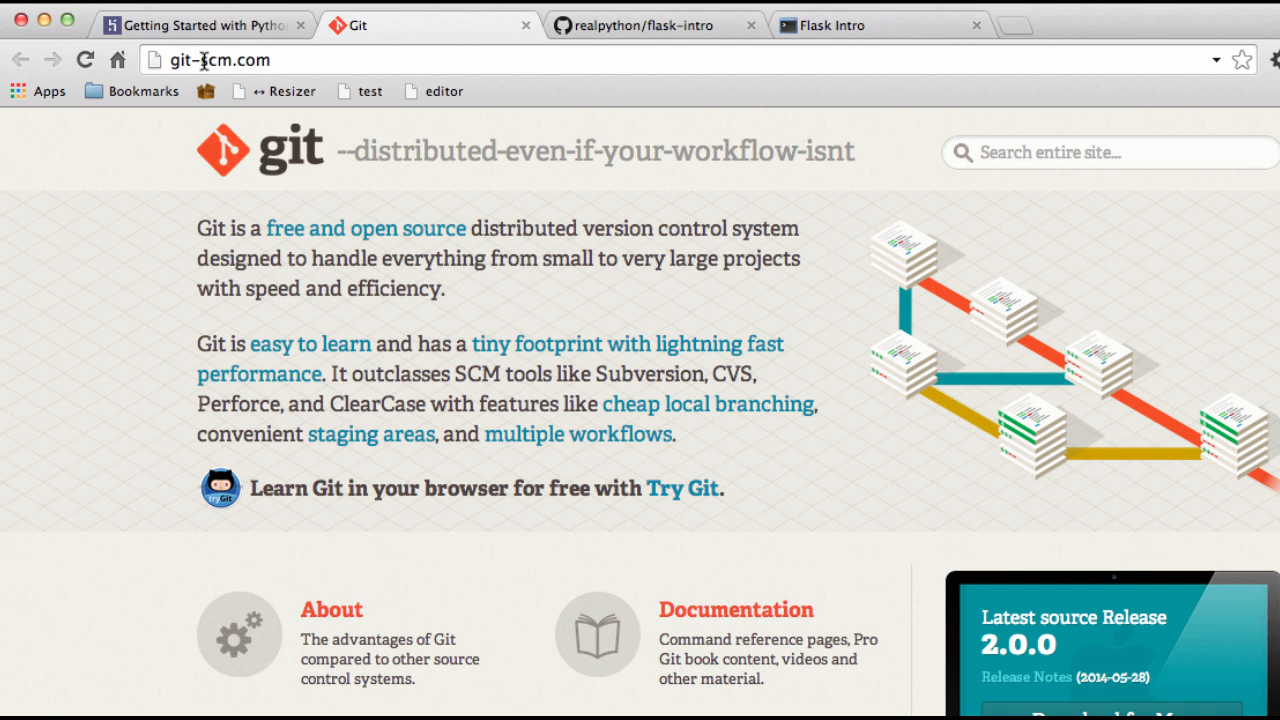 Getting Started with Pytho
Git
realpython/flask-intro
Flask Intro
git-scm.com
Apps
Bookmarks
↔ Resizer
test
editor
git --distributed-even-if-your-workflow-isnt
Search entire site...
Git is a free and open source distributed version control system
designed to handle everything from small to very large projects
with speed and efficiency.
Git is easy to learn and has a tiny footprint with lightning fast
performance. It outclasses SCM tools like Subversion, CVS,
Perforce, and ClearCase with features like cheap local branching,
convenient staging areas, and multiple workflows.
tryGit
Learn Git in your browser for free with Try Git.
About
The advantages of Git
compared to other source
control systems.
Documentation
Command reference pages, Pro
Git book content, videos and
other material.
Latest source Release
2.0.0
Release Notes (2014-05-28)
Download for Mac